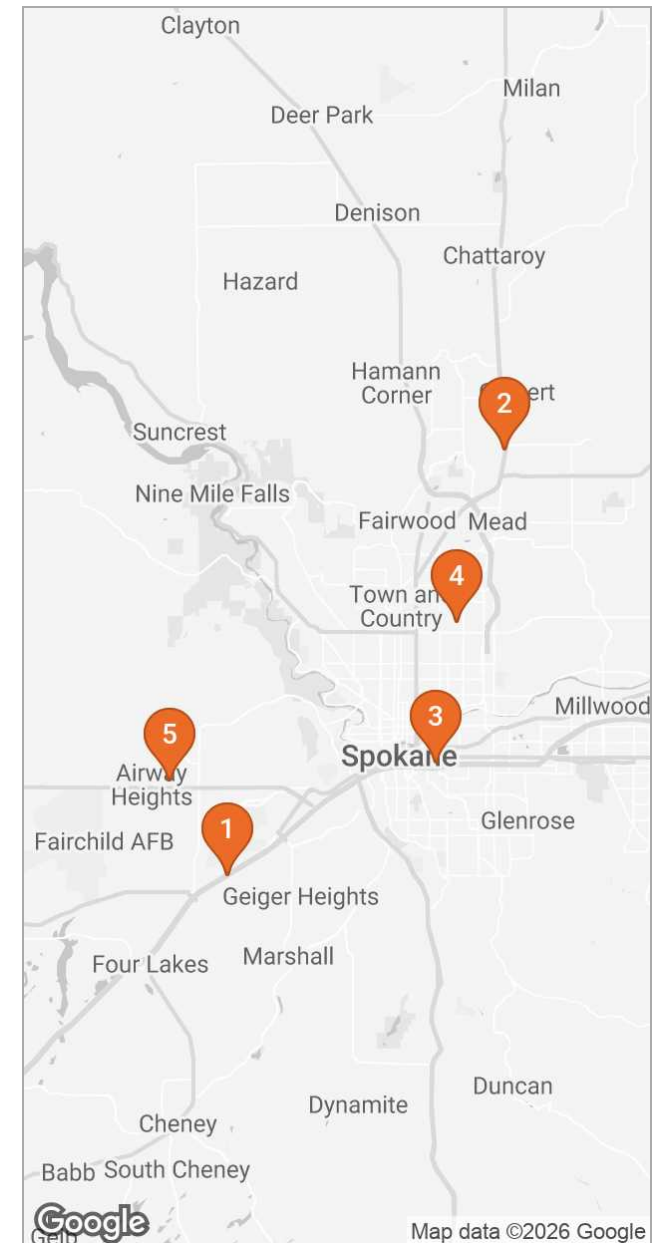 Clayton
Milan
Deer Park
Denison
Chattaroy
Hazard
Hamann
Corner
2
Suncrest
Nine Mile Falls
Fairwood
Mead
4
Town and
Country
Millwood
3
5
Spokane
Airway
Heights
Glenrose
1
Fairchild AFB
Geiger Heights
Four Lakes
Marshall
Duncan
Dynamite
Cheney
Babb
South Cheney
Google
Map data ©2026 Google